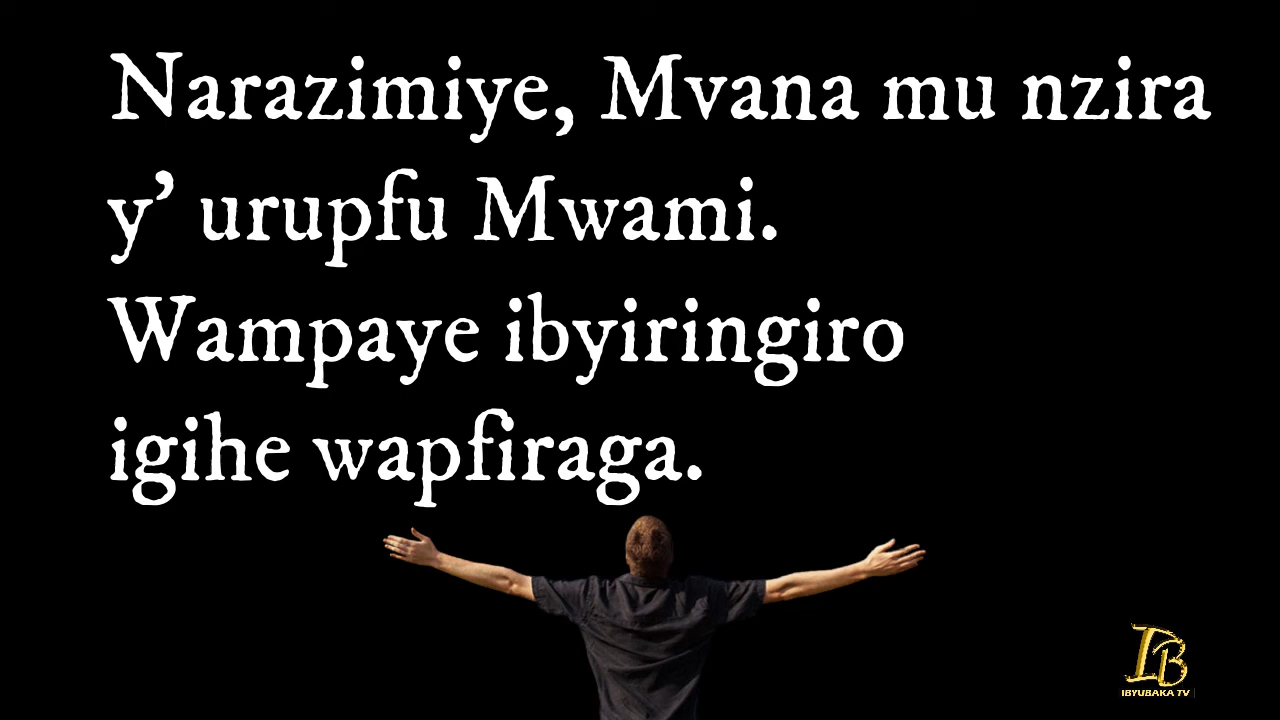 Narazimiye, Mvana mu nzira
y’ urupfu Mwami.
Wampaye ibyiringiro
igihe wapfiraga.
IB
IBYUBAKA TV